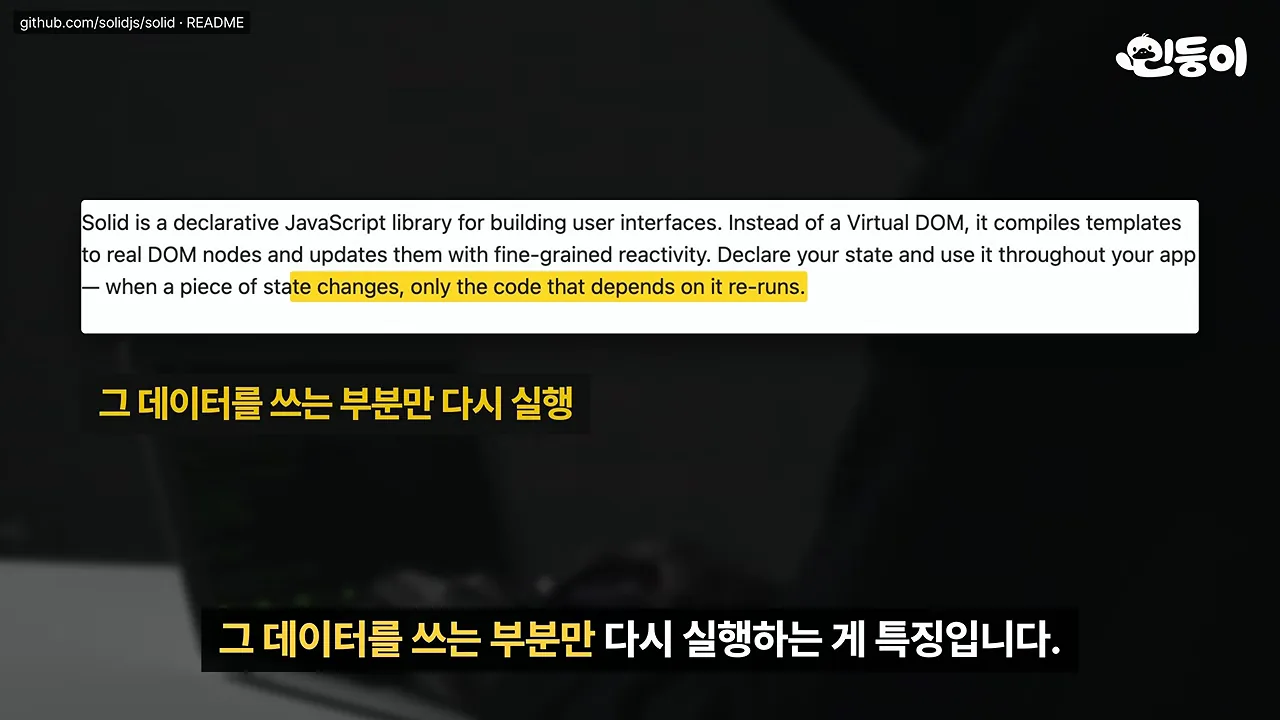 github.com/solidjs/solid · README
인둥이
Solid is a declarative JavaScript library for building user interfaces. Instead of a Virtual DOM, it compiles templates
to real DOM nodes and updates them with fine-grained reactivity. Declare your state and use it throughout your app
— when a piece of state changes, only the code that depends on it re-runs.
그 데이터를 쓰는 부분만 다시 실행
그 데이터를 쓰는 부분만 다시 실행하는 게 특징입니다.